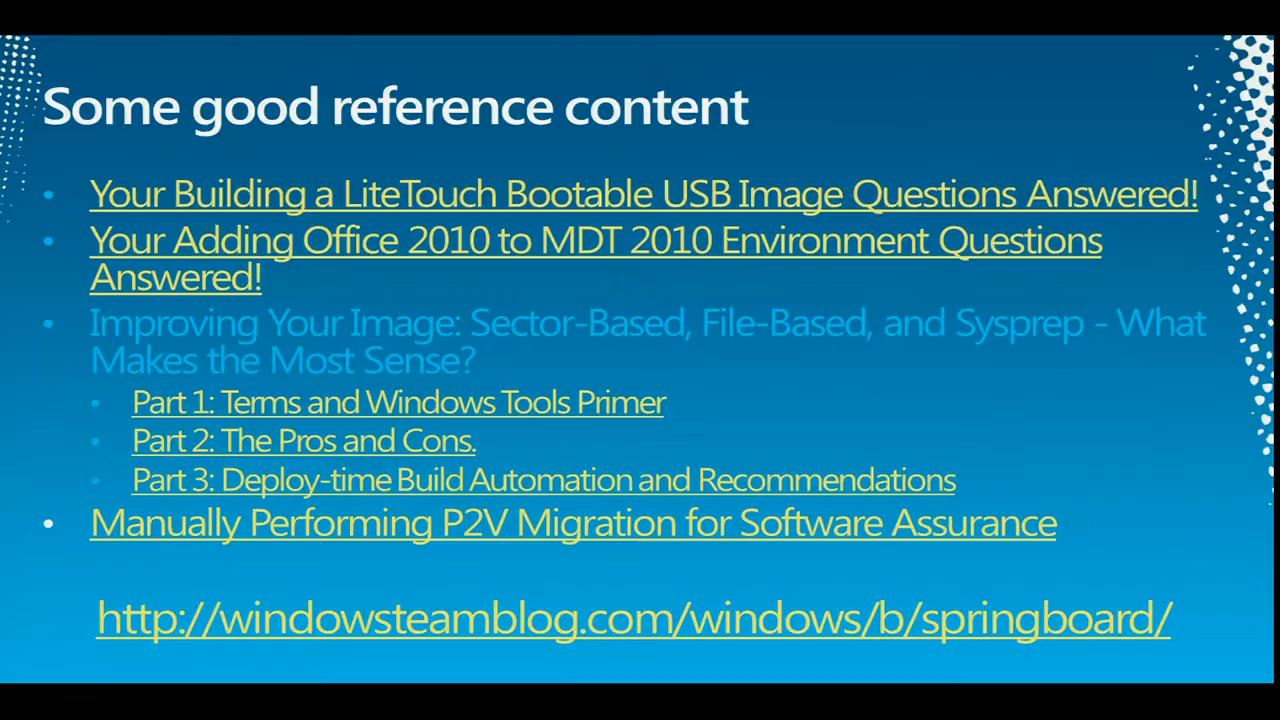 Some good reference content
• Your Building a LiteTouch Bootable USB Image Questions Answered!
• Your Adding Office 2010 to MDT 2010 Environment Questions
Answered!
• Improving Your Image: Sector-Based, File-Based, and Sysprep - What
Makes the Most Sense?
• Part 1: Terms and Windows Tools Primer
• Part 2: The Pros and Cons.
• Part 3: Deploy-time Build Automation and Recommendations
• Manually Performing P2V Migration for Software Assurance
http://windowsteamblog.com/windows/b/springboard/